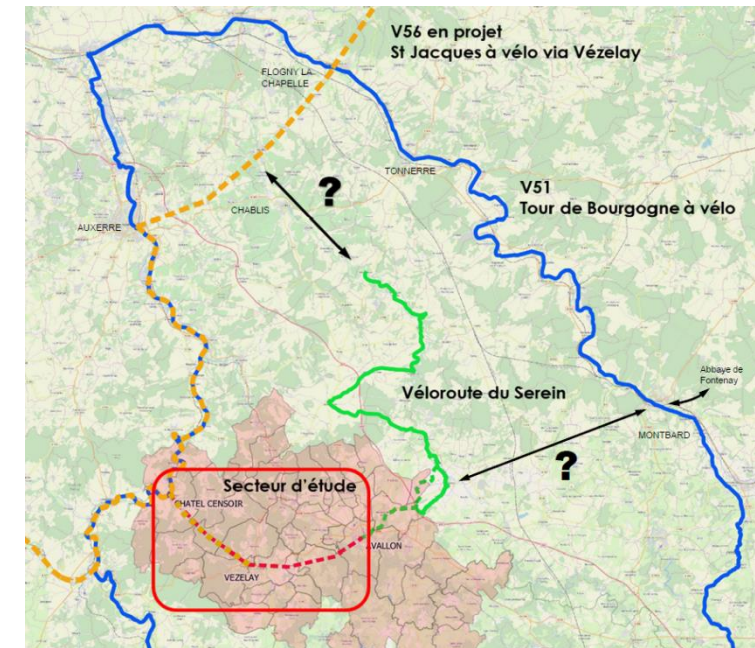 V56 en projet
St Jacques à vélo via Vézelay
FLOGNY LA
CHAPELLE
?
TONNERRE
V51
Tour de Bourgogne à vélo
CHABLIS
AUXERRE
Véloroute du Serein
Abbaye de
Fontenay
MONTBARD
?
Secteur d'étude
CHATEL CENSOIR
AVALLON
VEZELAY